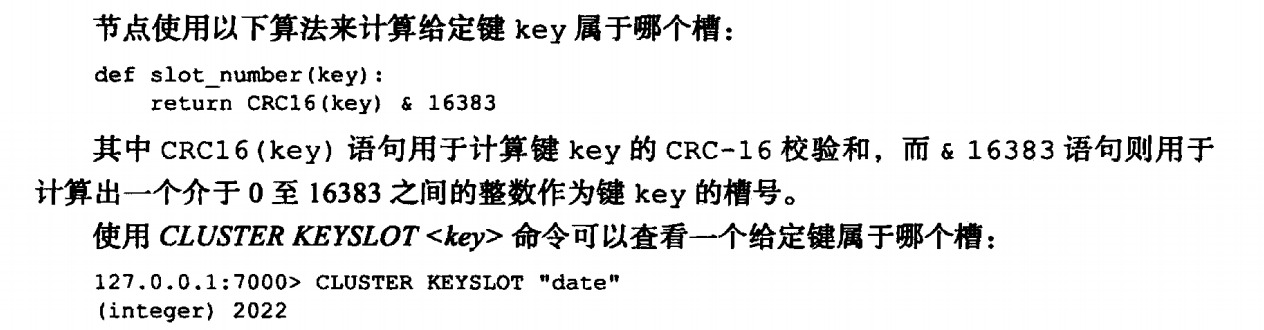 节点使用以下算法来计算给定键 key 属于哪个槽：
def slot_number(key):
    return CRC16(key) & 16383
其中 CRC16(key) 语句用于计算键 key 的 CRC-16 校验和，而 & 16383 语句则用于
计算出一个介于 0 至 16383 之间的整数作为键 key 的槽号。
使用 CLUSTER KEYSLOT <key> 命令可以查看一个给定键属于哪个槽：
127.0.0.1:7000> CLUSTER KEYSLOT "date"
(integer) 2022